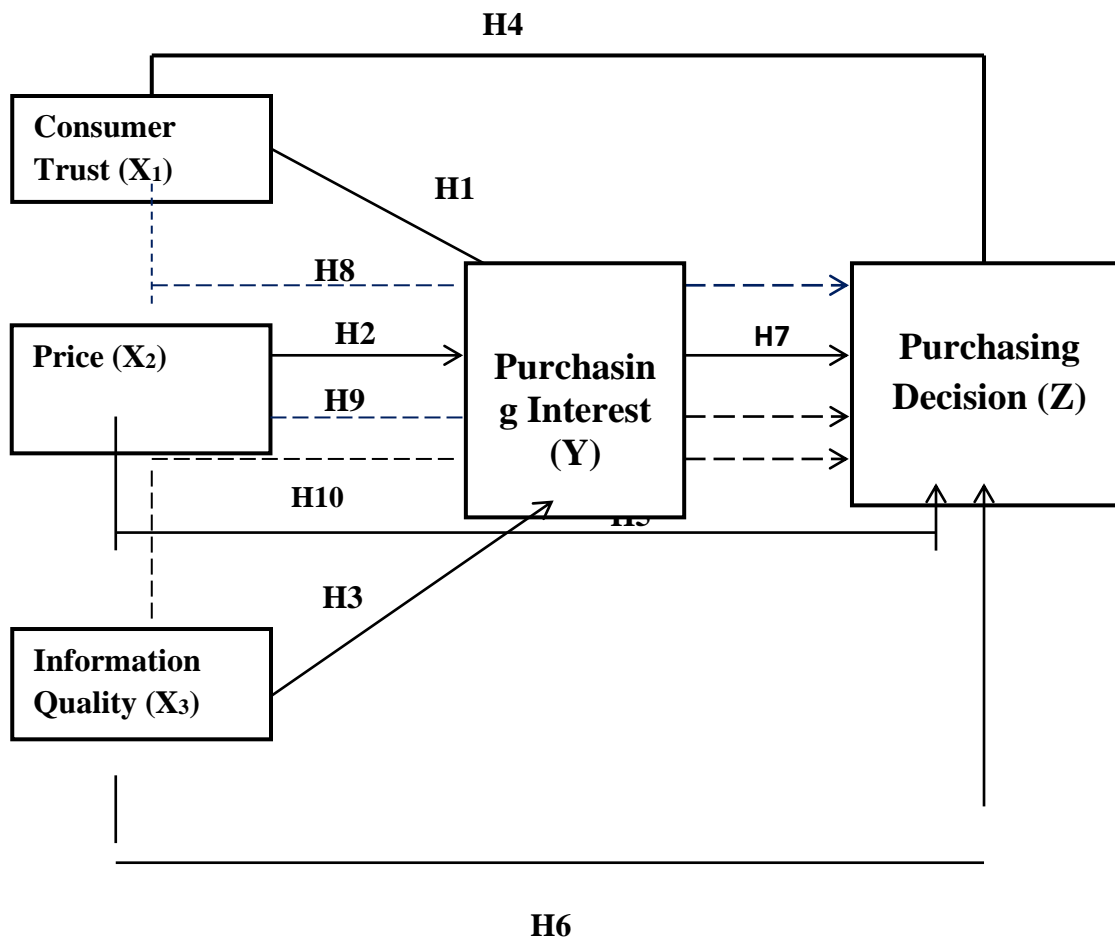 H4
Consumer
Trust (X1)
H1
H8
Price (X2)
H2
H7
H9
Purchasin
g Interest
(Y)
Purchasing
Decision (Z)
H10
H3
Information
Quality (X3)
H6